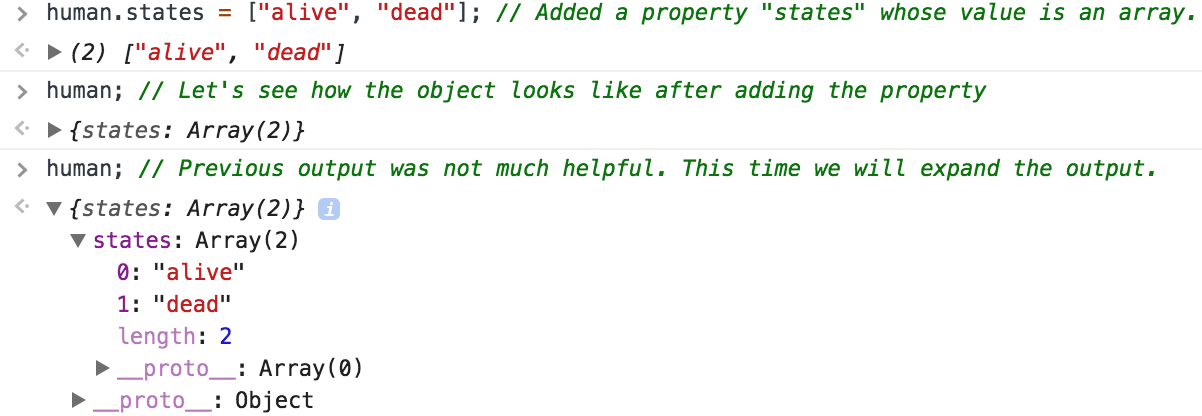 > human.states = ["alive", "dead"]; // Added a property "states" whose value is an array.
<· ▶ (2) ["alive", "dead"]
> human; // Let's see how the object looks like after adding the property
<· ▶ {states: Array(2)}
> human; // Previous output was not much helpful. This time we will expand the output.
<· ▼ {states: Array(2)} i
▼ states: Array(2)
0: "alive"
1: "dead"
length: 2
▶ __proto__: Array(0)
▶ __proto__: Object